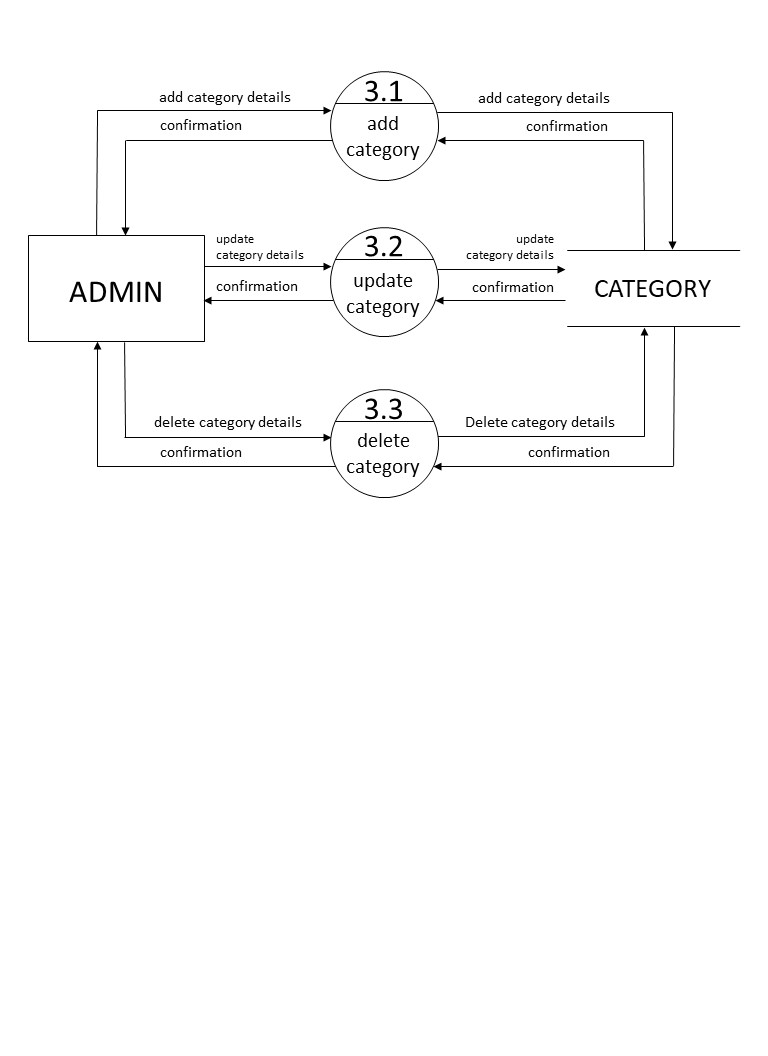 3.1
add category details
add category details
add
confirmation
confirmation
category
update
3.2
update
category details
category details
ADMIN
update
CATEGORY
confirmation
confirmation
category
3.3
delete category details
Delete category details
delete
confirmation
confirmation
category